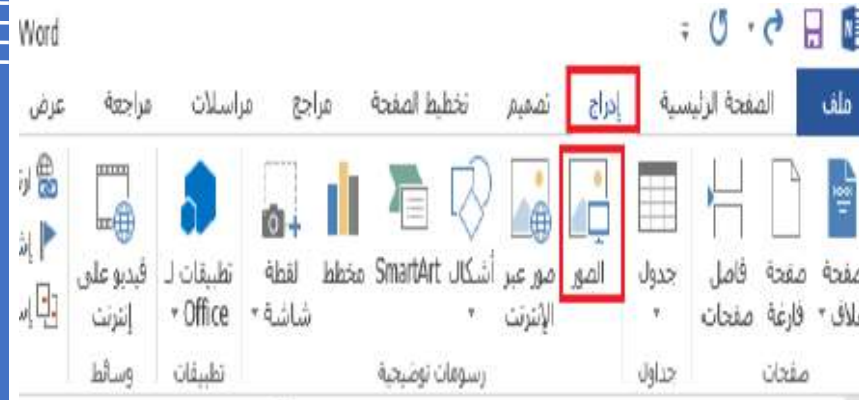 Word
ملف الصفحة الرئيسية إدراج تصميم تخطيط الصفحة مراجع مراسلات مراجعة عرض
صفحة صفحة فاصل جدول الصور صور عبر أشكال SmartArt مخطط لقطة تطبيقات لـ فيديو على
فارغة صفحات الإنترنت شاشة Office إنترنت
صفحات جداول رسومات توضيحية تطبيقات وسائط